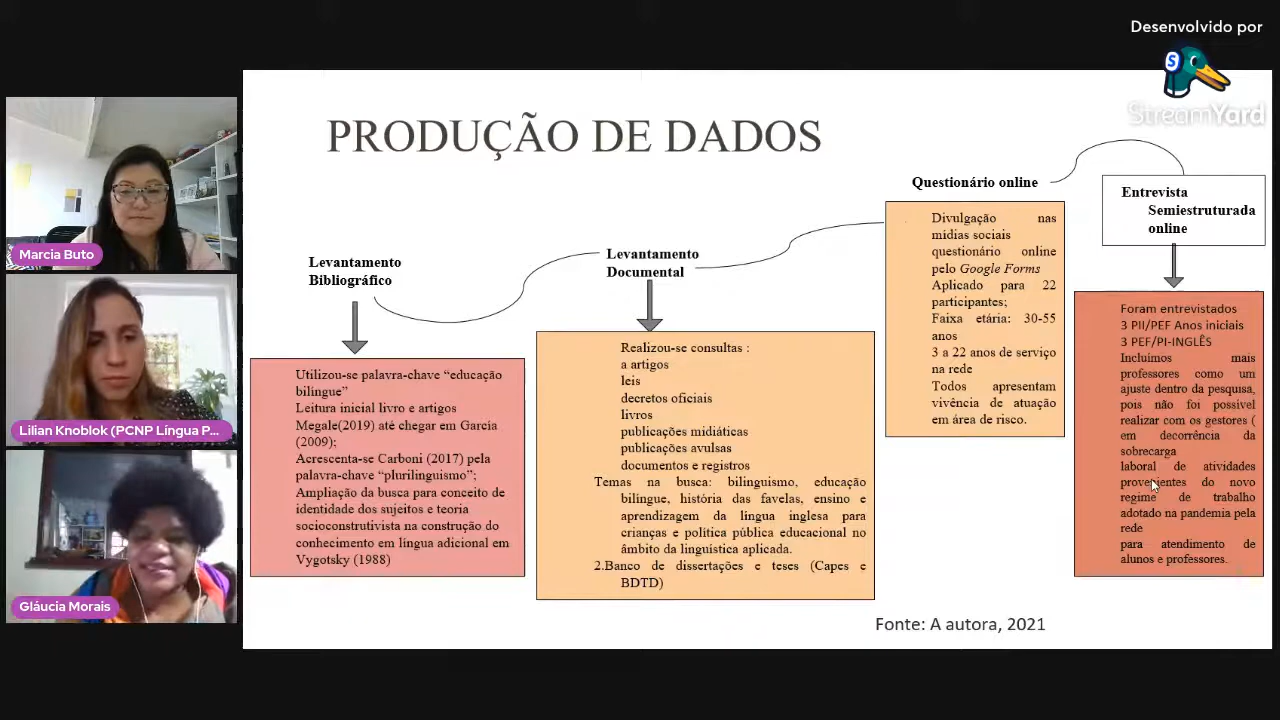 Desenvolvido por
StreamYard
PRODUÇÃO DE DADOS
Marcia Buto
Lilian Knoblok (PCNP Língua P...
Gláucia Morais
Levantamento
Bibliográfico
Utilizou-se palavra-chave “educação
bilíngue”
Leitura inicial livro e artigos
Megale(2019) até chegar em García
(2009);
Acrescenta-se Carboni (2017) pela
palavra-chave “plurilinguismo”;
Ampliação da busca para conceito de
identidade dos sujeitos e teoria
socioconstrutivista na construção do
conhecimento em língua adicional em
Vygotsky (1988)
Levantamento
Documental
Realizou-se consultas :
a artigos
leis
decretos oficiais
livros
publicações midiáticas
publicações avulsas
documentos e registros
Temas na busca: bilinguismo, educação
bilíngue, história das favelas, ensino e
aprendizagem da língua inglesa para
crianças e política pública educacional no
âmbito da linguística aplicada.
2.Banco de dissertações e teses (Capes e
BDTD)
Questionário online
Divulgação nas
mídias sociais
questionário online
pelo Google Forms
Aplicado para 22
participantes;
Faixa etária: 30-55
anos
3 a 22 anos de serviço
na rede
Todos apresentam
vivência de atuação
em área de risco.
Entrevista
Semiestruturada
online
Foram entrevistados
3 PII/PEF Anos iniciais
3 PEF/PI-INGLÊS
Incluímos mais
professores como um
ajuste dentro da pesquisa,
pois não foi possível
realizar com os gestores (
em decorrência da
sobrecarga
laboral de atividades
provenientes do novo
regime de trabalho
adotado na pandemia pela
rede
para atendimento de
alunos e professores.
Fonte: A autora, 2021